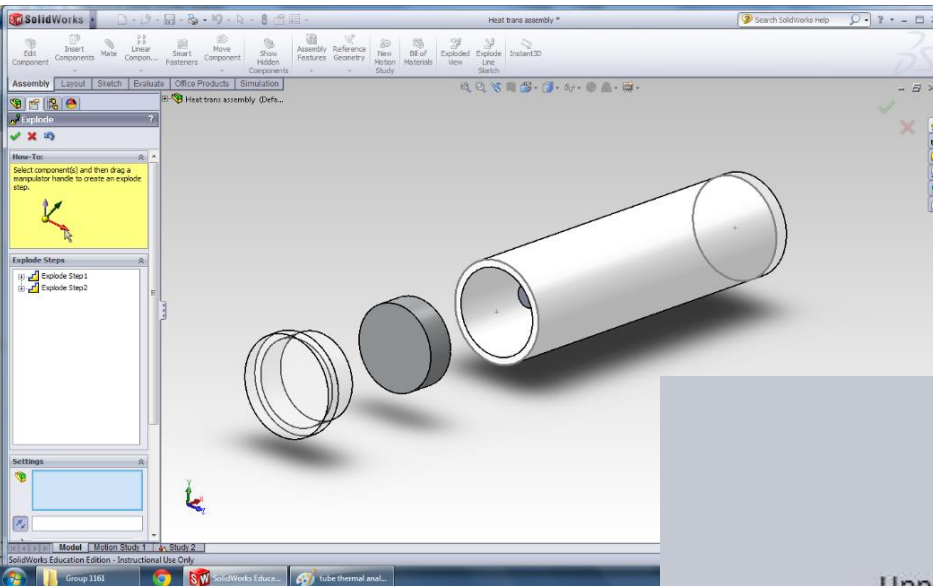 SolidWorks
Heat trans assembly *
Search SolidWorks Help
Edit Component
Insert Components
Mate
Linear Compon...
Smart Fasteners
Move Component
Show Hidden Components
Assembly Features
Reference Geometry
New Motion Study
Bill of Materials
Exploded View
Explode Line Sketch
Instant3D
Assembly Layout Sketch Evaluate Office Products Simulation
Heat trans assembly (Defa...
Explode ?
How-To:
Select component(s) and then drag a
manipulator handle to create an explode
step.
Explode Steps
Explode Step1
Explode Step2
Settings
Y
X
Z
Model Motion Study 1 Study 2
SolidWorks Education Edition - Instructional Use Only
Group 1161 SolidWorks Educa... tube thermal anal...